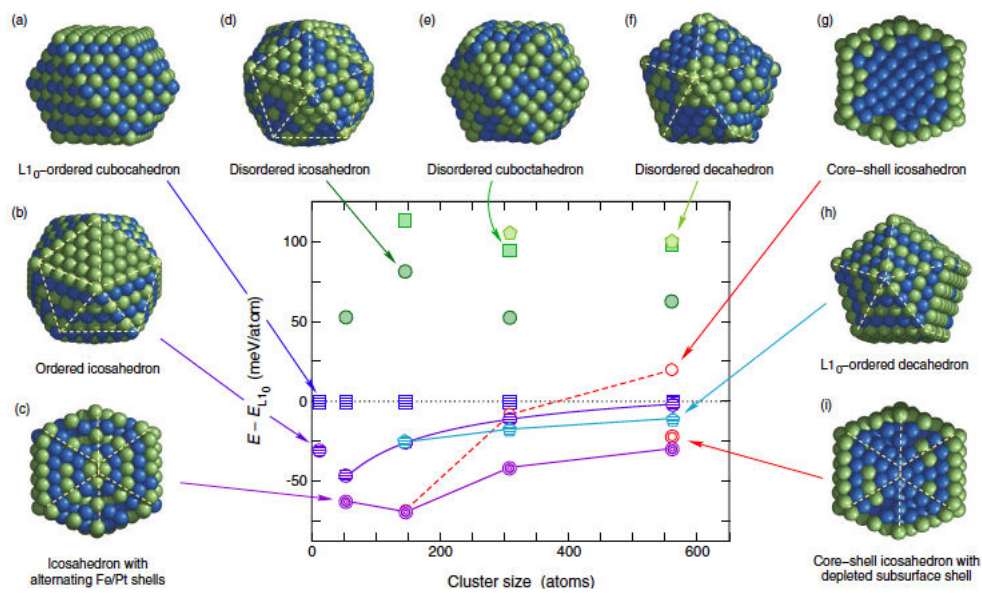 (a)
(d)
(e)
(f)
(g)
L1₀–ordered cubocahedron
Disordered icosahedron
Disordered cuboctahedron
Disordered decahedron
Core–shell icosahedron
(b)
(h)
Ordered icosahedron
L1₀–ordered decahedron
(c)
(i)
Icosahedron with
alternating Fe/Pt shells
Core–shell icosahedron with
depleted subsurface shell
E – E_L1₀ (meV/atom)
100
50
0
-50
0
200
400
600
Cluster size (atoms)